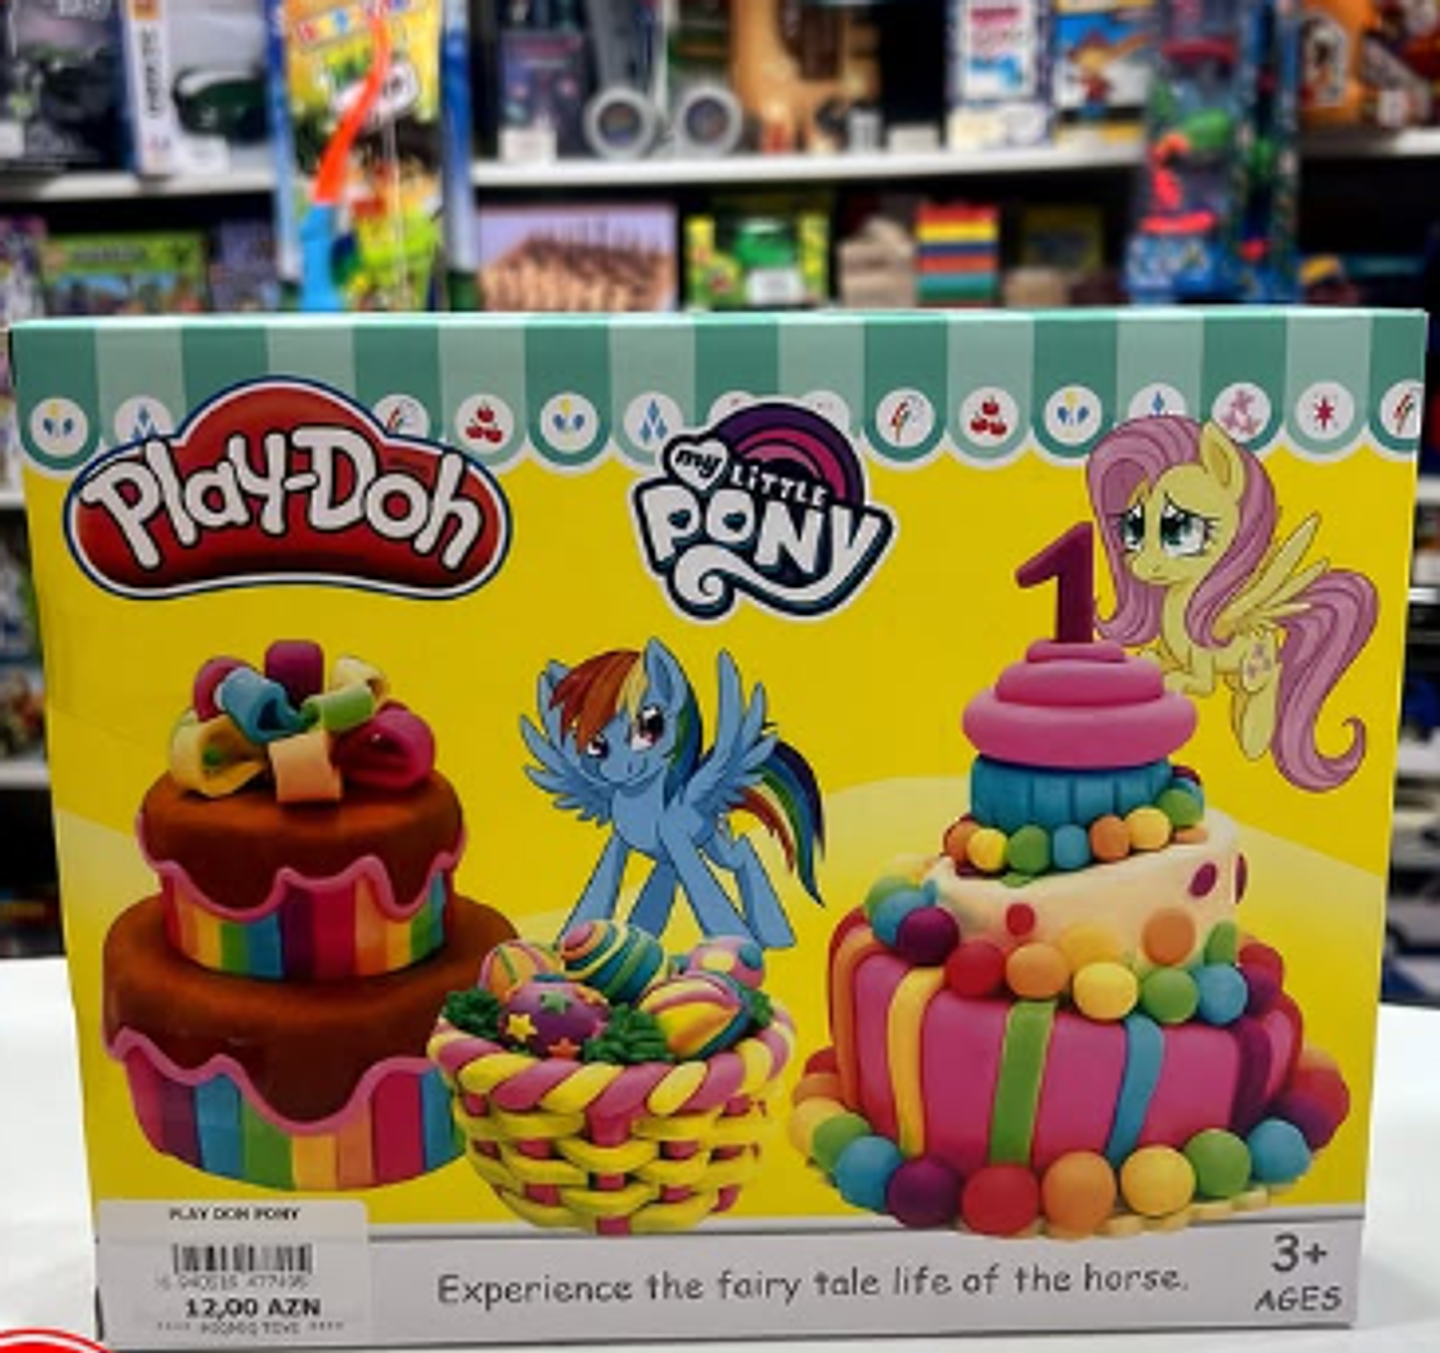 Play-Doh
my LITTLE
PONY
1
PLAY DOH PONY
12,00 AZN
Experience the fairy tale life of the horse.
3+
AGES